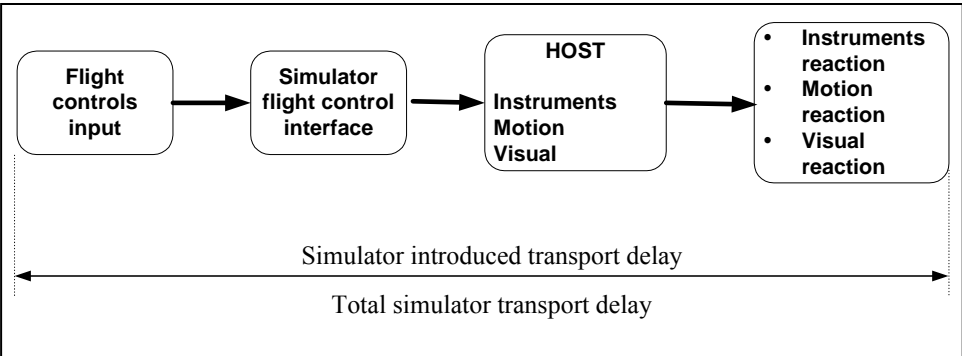 Flight
controls
input
Simulator
flight control
interface
HOST
Instruments
Motion
Visual
• Instruments
reaction
• Motion
reaction
• Visual
reaction
Simulator introduced transport delay
Total simulator transport delay